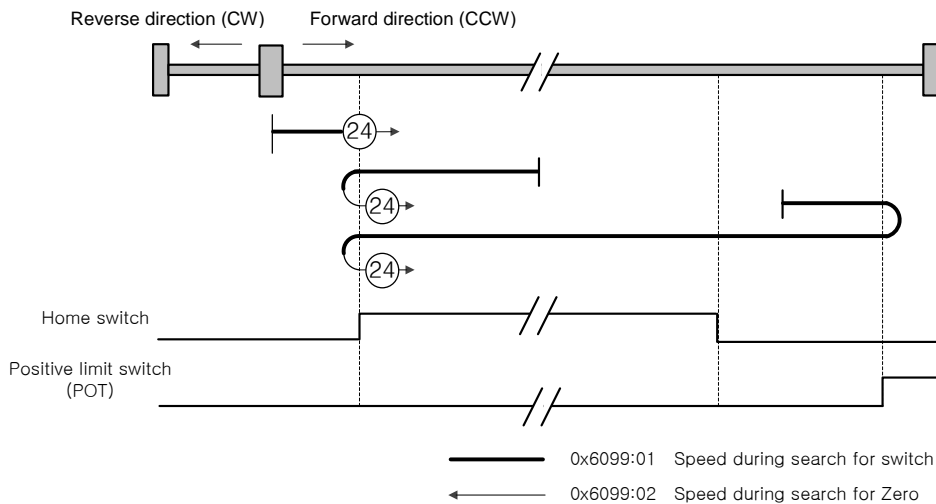 Reverse direction (CW) Forward direction (CCW)
24
24
24
Home switch
Positive limit switch
(POT)
0x6099:01 Speed during search for switch
0x6099:02 Speed during search for Zero